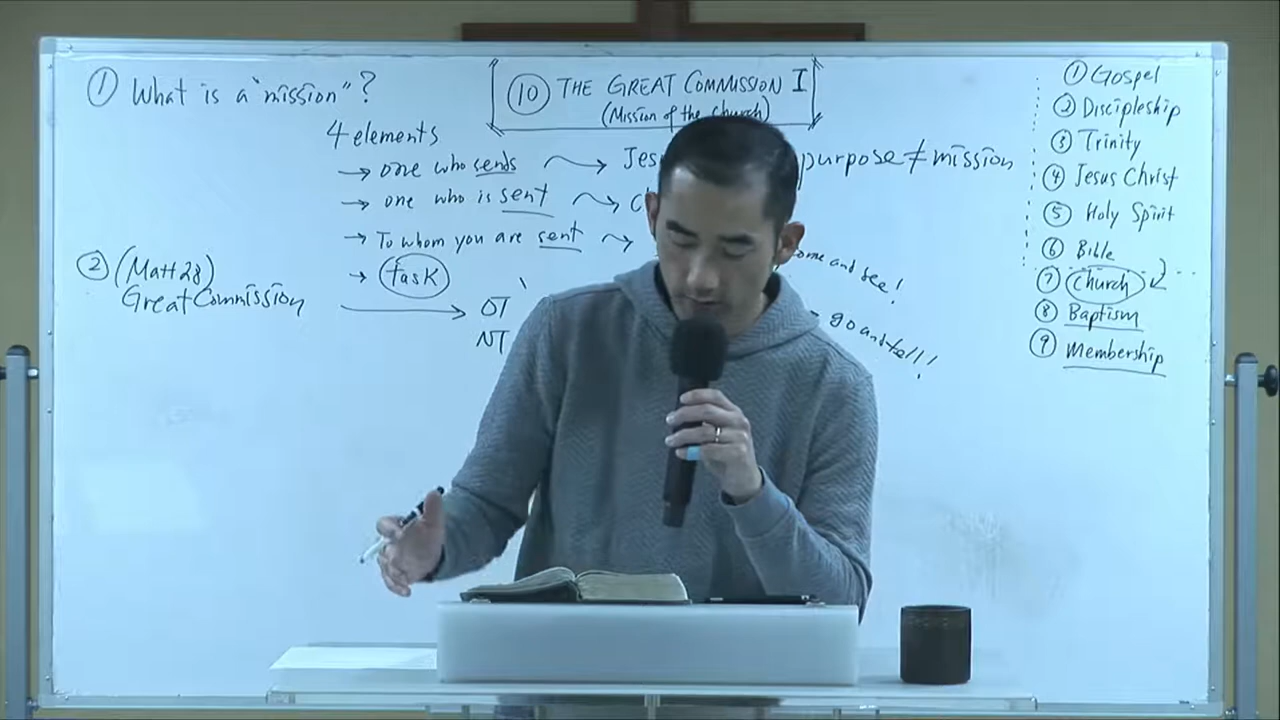 ① What is a "mission"?
⑩ THE GREAT COMMISSION I
(Mission of the Church)
4 elements
→ one who sends → Jes
purpose ≠ mission
→ one who is sent → C
→ To whom you are sent →
→ task
② (Matt 28)
Great Commission → OT
NT
come and see!
- go and tell!!
① Gospel
② Discipleship
③ Trinity
④ Jesus Christ
⑤ Holy Spirit
⑥ Bible
⑦ Church
⑧ Baptism
⑨ Membership